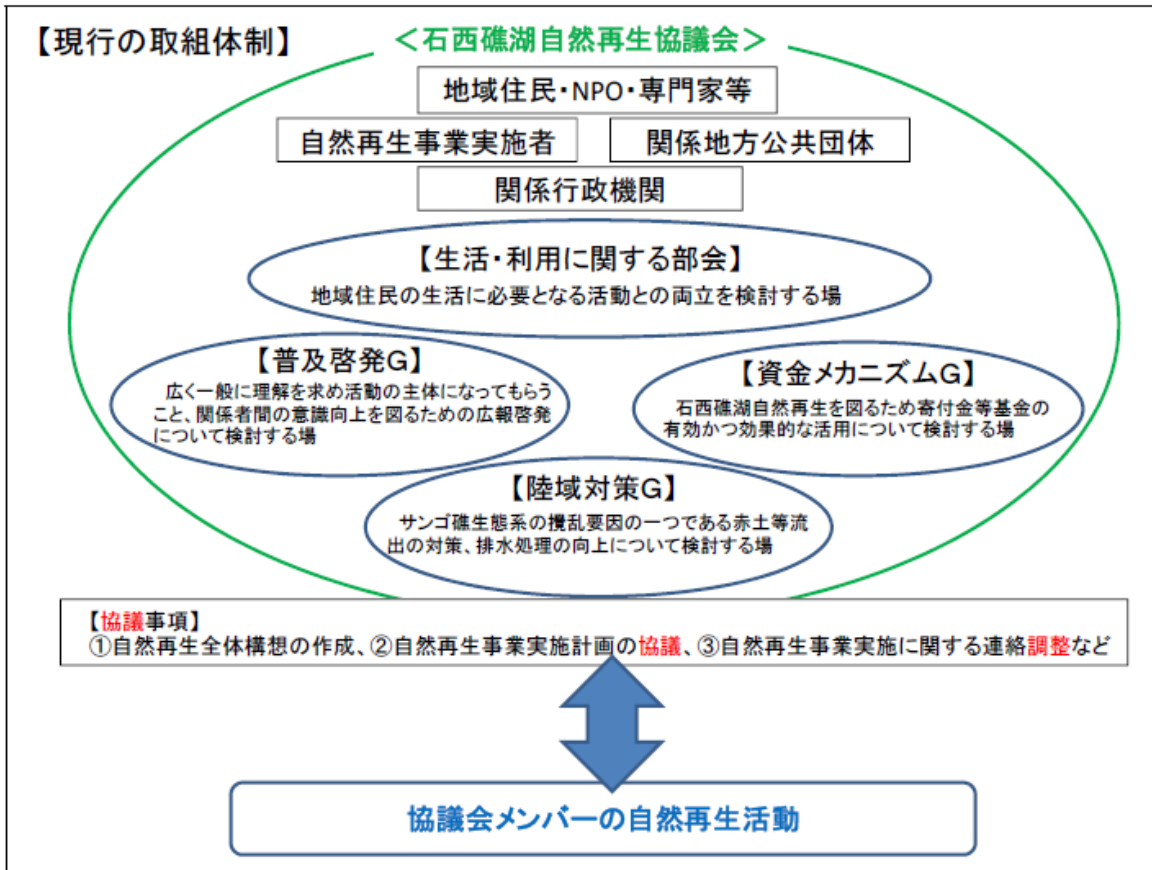 【現行の取組体制】
＜石西礁湖自然再生協議会＞
地域住民・NPO・専門家等
自然再生事業実施者
関係地方公共団体
関係行政機関
【生活・利用に関する部会】
地域住民の生活に必要となる活動との両立を検討する場
【普及啓発G】
広く一般に理解を求め活動の主体になってもらう
こと、関係者間の意識向上を図るための広報啓発
について検討する場
【資金メカニズムG】
石西礁湖自然再生を図るため寄付金等基金の
有効かつ効果的な活用について検討する場
【陸域対策G】
サンゴ礁生態系の攪乱要因の一つである赤土等流
出の対策、排水処理の向上について検討する場
【協議事項】
①自然再生全体構想の作成、②自然再生事業実施計画の協議、③自然再生事業実施に関する連絡調整など
協議会メンバーの自然再生活動